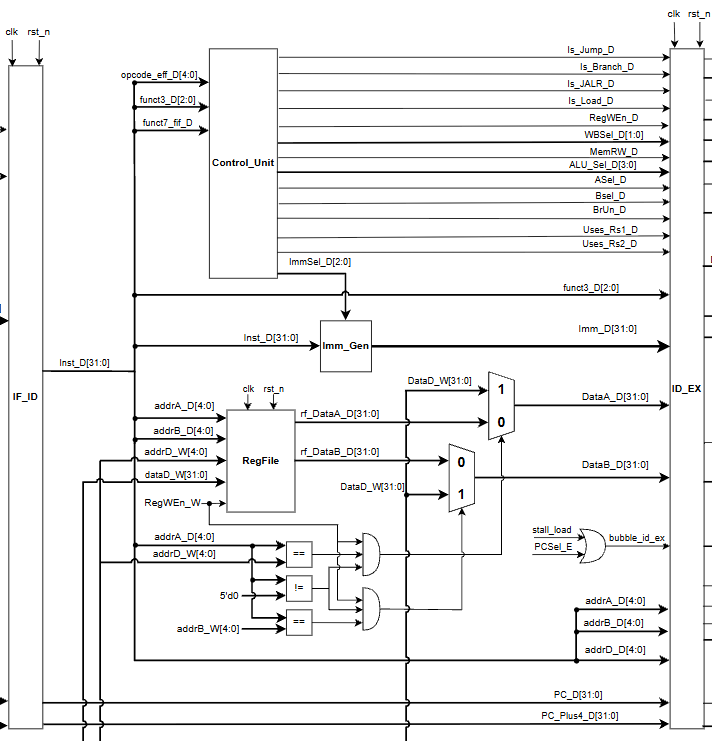 clk rst_n
clk rst_n
opcode_eff_D[4:0]
funct3_D[2:0]
funct7_fif_D
Control_Unit
Is_Jump_D
Is_Branch_D
Is_JALR_D
Is_Load_D
RegWEn_D
WBSel_D[1:0]
MemRW_D
ALU_Sel_D[3:0]
ASel_D
Bsel_D
BrUn_D
Uses_Rs1_D
Uses_Rs2_D
ImmSel_D[2:0]
funct3_D[2:0]
Inst_D[31:0]
Imm_Gen
Imm_D[31:0]
Inst_D[31:0]
IF_ID
ID_EX
clk rst_n
DataD_W[31:0]
1
0
DataA_D[31:0]
addrA_D[4:0]
addrB_D[4:0]
addrD_W[4:0]
dataD_W[31:0]
RegWEn_W
RegFile
rf_DataA_D[31:0]
rf_DataB_D[31:0]
0
1
DataB_D[31:0]
DataD_W[31:0]
addrA_D[4:0]
addrD_W[4:0]
==
!=
5'd0
==
addrB_W[4:0]
stall_load
PCSel_E
bubble_id_ex
addrA_D[4:0]
addrB_D[4:0]
addrD_D[4:0]
PC_D[31:0]
PC_Plus4_D[31:0]